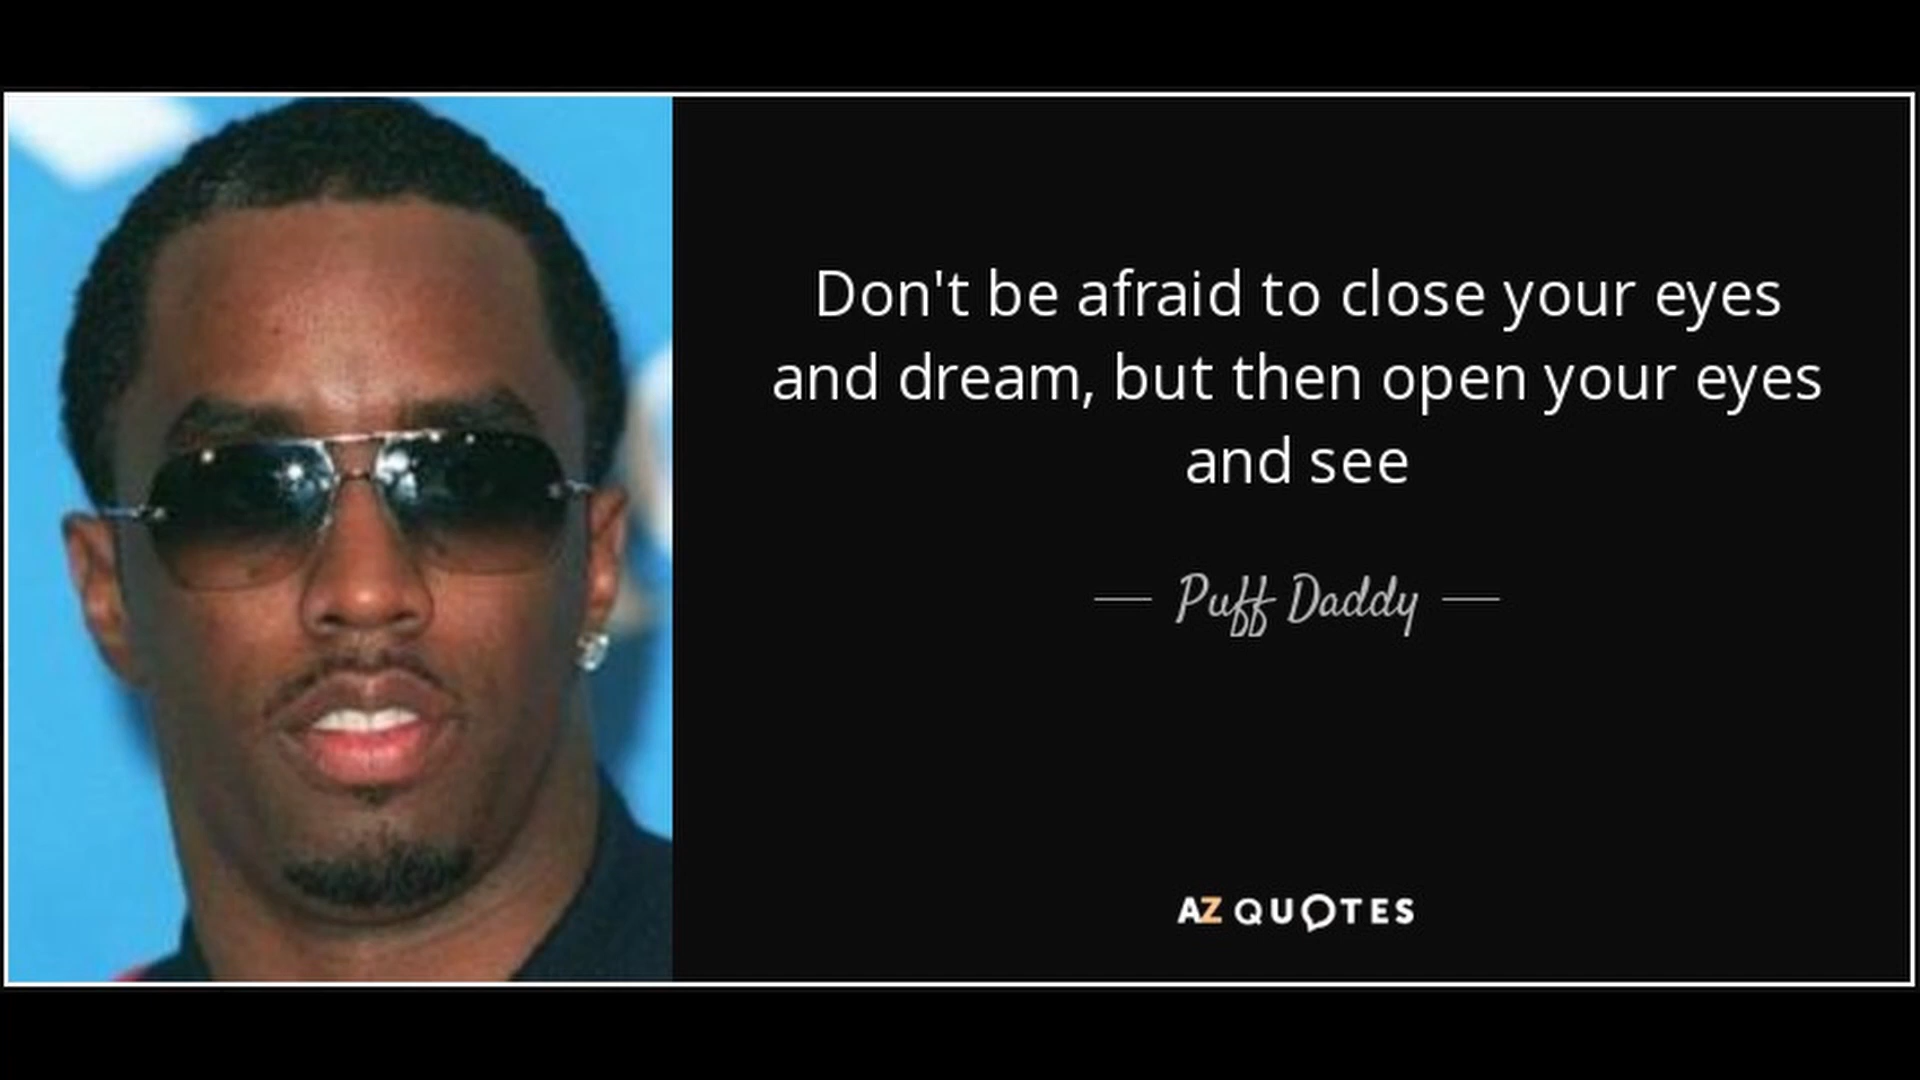 Don't be afraid to close your eyes
and dream, but then open your eyes
and see
Puff Daddy
AZ QUOTES